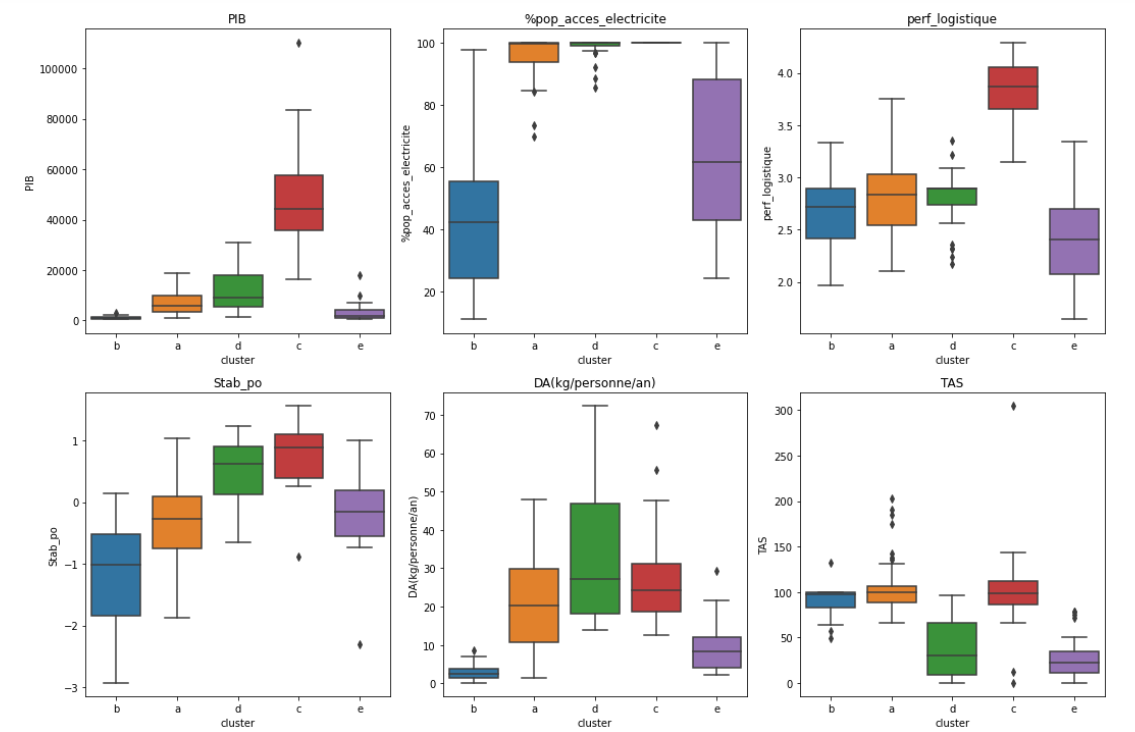 PIB
PIB
100000
80000
60000
40000
20000
0
b a d c e
cluster
%pop_acces_electricite
%pop_acces_electricite
100
80
60
40
20
b a d c e
cluster
perf_logistique
perf_logistique
4.0
3.5
3.0
2.5
2.0
b a d c e
cluster
Stab_po
Stab_po
1
0
−1
−2
−3
b a d c e
cluster
DA(kg/personne/an)
DA(kg/personne/an)
70
60
50
40
30
20
10
0
b a d c e
cluster
TAS
TAS
300
250
200
150
100
50
0
b a d c e
cluster